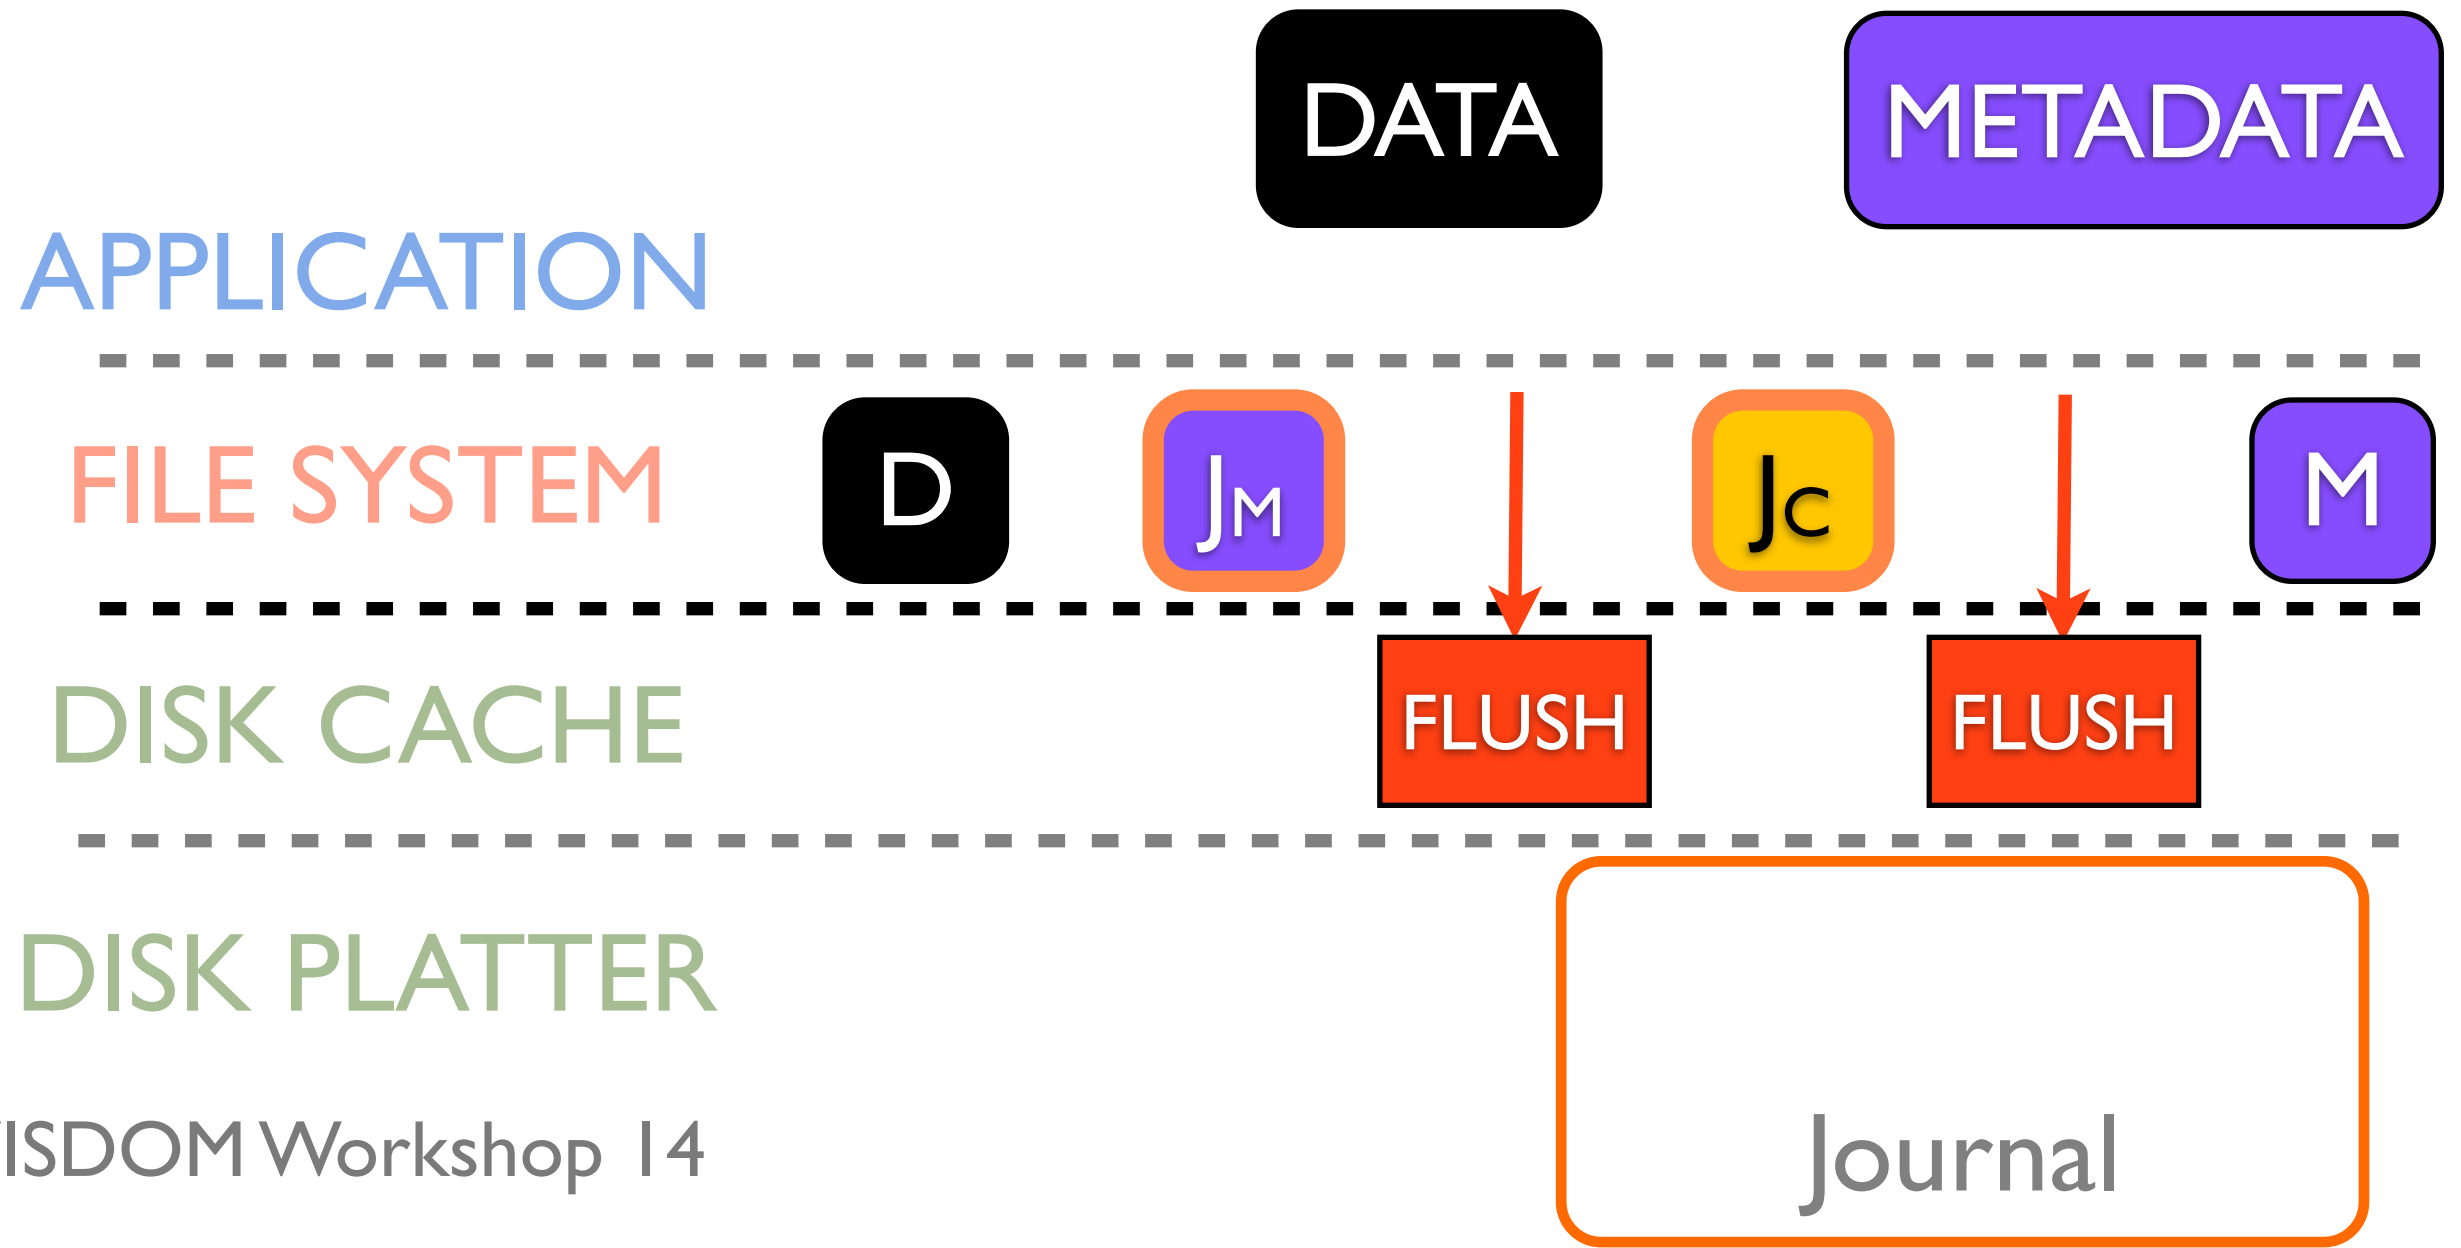 DATA METADATA
APPLICATION
FILE SYSTEM D JM JC M
DISK CACHE FLUSH FLUSH
DISK PLATTER
ISDOM Workshop 14
Journal